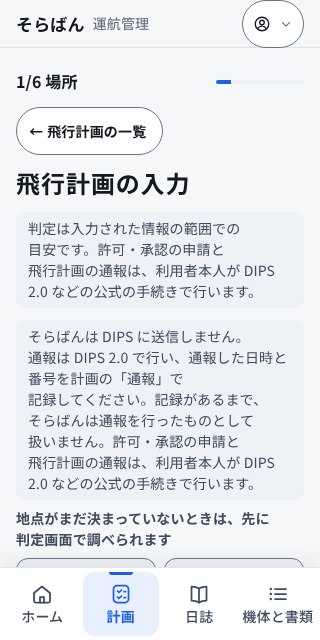 そらばん 運航管理
1/6 場所
← 飛行計画の一覧
飛行計画の入力
判定は入力された情報の範囲での
目安です。許可・承認の申請と
飛行計画の通報は、利用者本人が DIPS
2.0 などの公式の手続きで行います。
そらばんは DIPS に送信しません。
通報は DIPS 2.0 で行い、通報した日時と
番号を計画の「通報」で
記録してください。記録があるまで、
そらばんは通報を行ったものとして
扱いません。許可・承認の申請と
飛行計画の通報は、利用者本人が DIPS
2.0 などの公式の手続きで行います。
地点がまだ決まっていないときは、先に
判定画面で調べられます
ホーム 計画 日誌 機体と書類